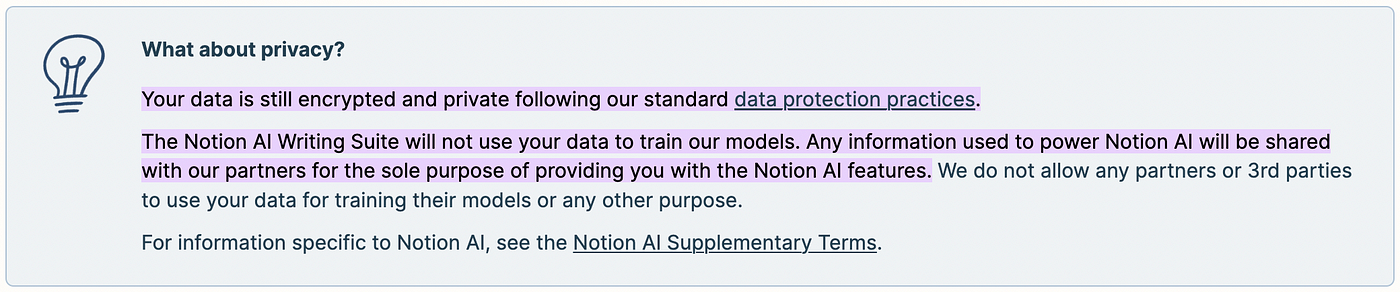 What about privacy?
Your data is still encrypted and private following our standard data protection practices.
The Notion AI Writing Suite will not use your data to train our models. Any information used to power Notion AI will be shared
with our partners for the sole purpose of providing you with the Notion AI features. We do not allow any partners or 3rd parties
to use your data for training their models or any other purpose.
For information specific to Notion AI, see the Notion AI Supplementary Terms.